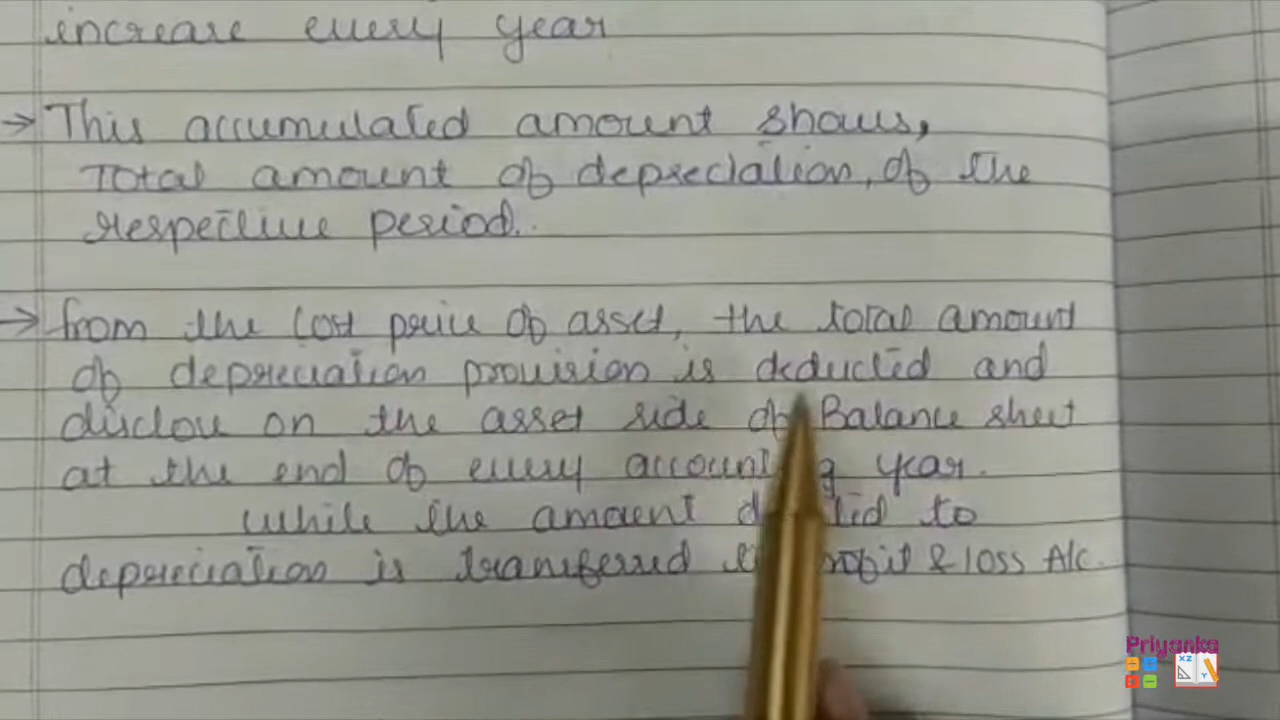 increase every year
→ This accumulated amount shows,
Total amount of depreciation, of the
respective period.
→ from the cost price of asset, the total amount
of depreciation provision is deducted and
disclose on the asset side of Balance sheet
at the end of every accounting year.
while the amount to
depreciation is transferred profit & loss A/c.
Priyanka